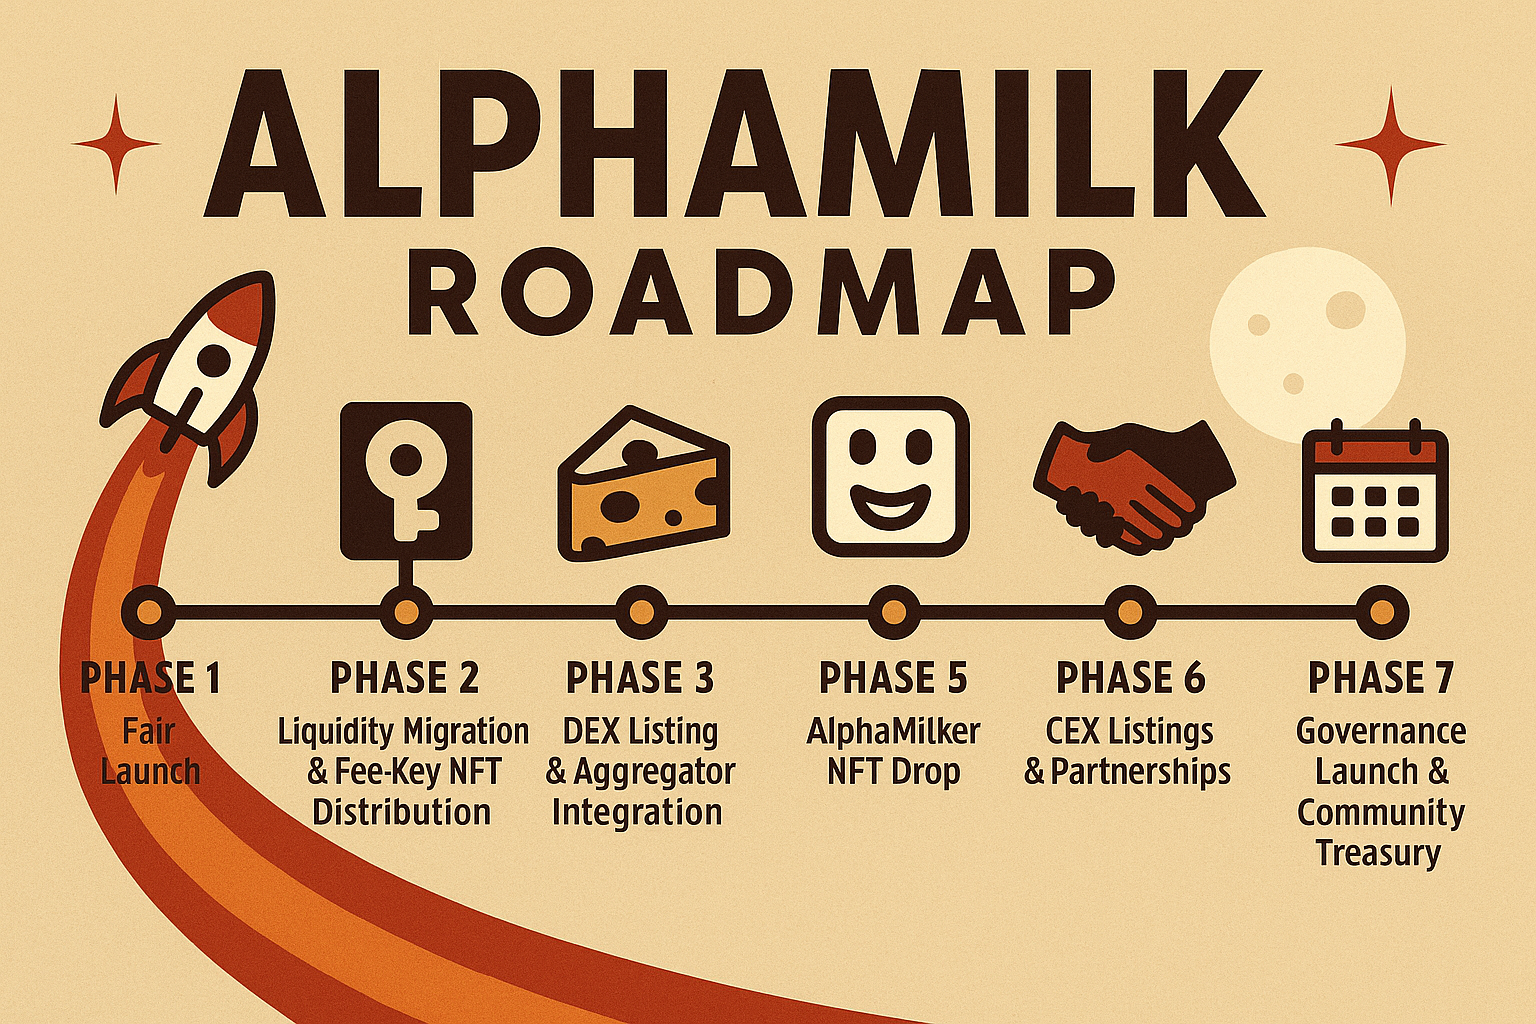 ALPHAMILK
ROADMAP
PHASE 1
Fair
Launch
PHASE 2
Liquidity Migration
& Fee-Key NFT
Distribution
PHASE 3
DEX Listing
& Aggregator
Integration
PHASE 5
AlphaMilker
NFT Drop
PHASE 6
CEX Listings
& Partnerships
PHASE 7
Governance
Launch &
Community
Treasury